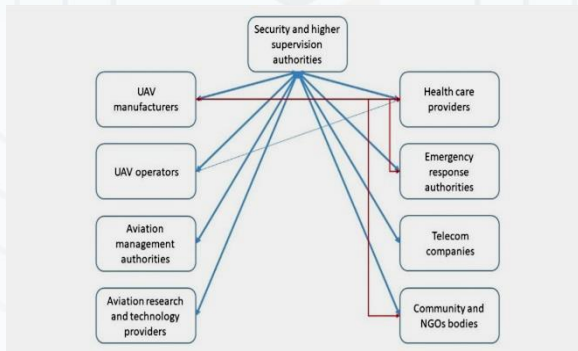 Security and higher
supervision
authorities
UAV
manufacturers
Health care
providers
UAV operators
Emergency
response
authorities
Aviation
management
authorities
Telecom
companies
Aviation research
and technology
providers
Community and
NGOs bodies